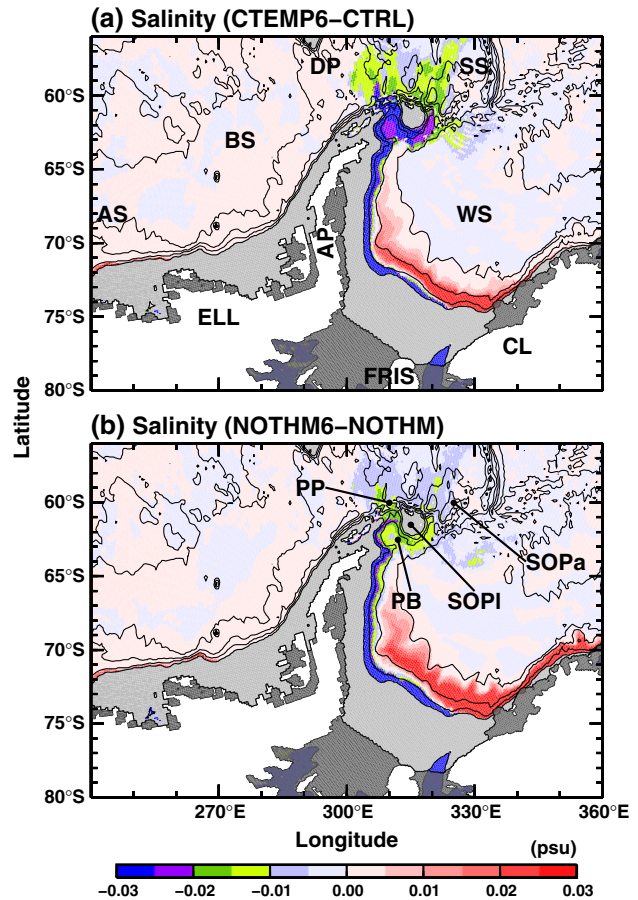 (a) Salinity (CTEMP6−CTRL)
DP
SS
60°S
BS
65°S
AS
WS
70°S
AP
75°S
ELL
CL
FRIS
80°S
Latitude
(b) Salinity (NOTHM6−NOTHM)
PP
60°S
SOPa
65°S
PB
SOPl
70°S
75°S
80°S
270°E 300°E 330°E 360°E
Longitude
(psu)
−0.03 −0.02 −0.01 0.00 0.01 0.02 0.03